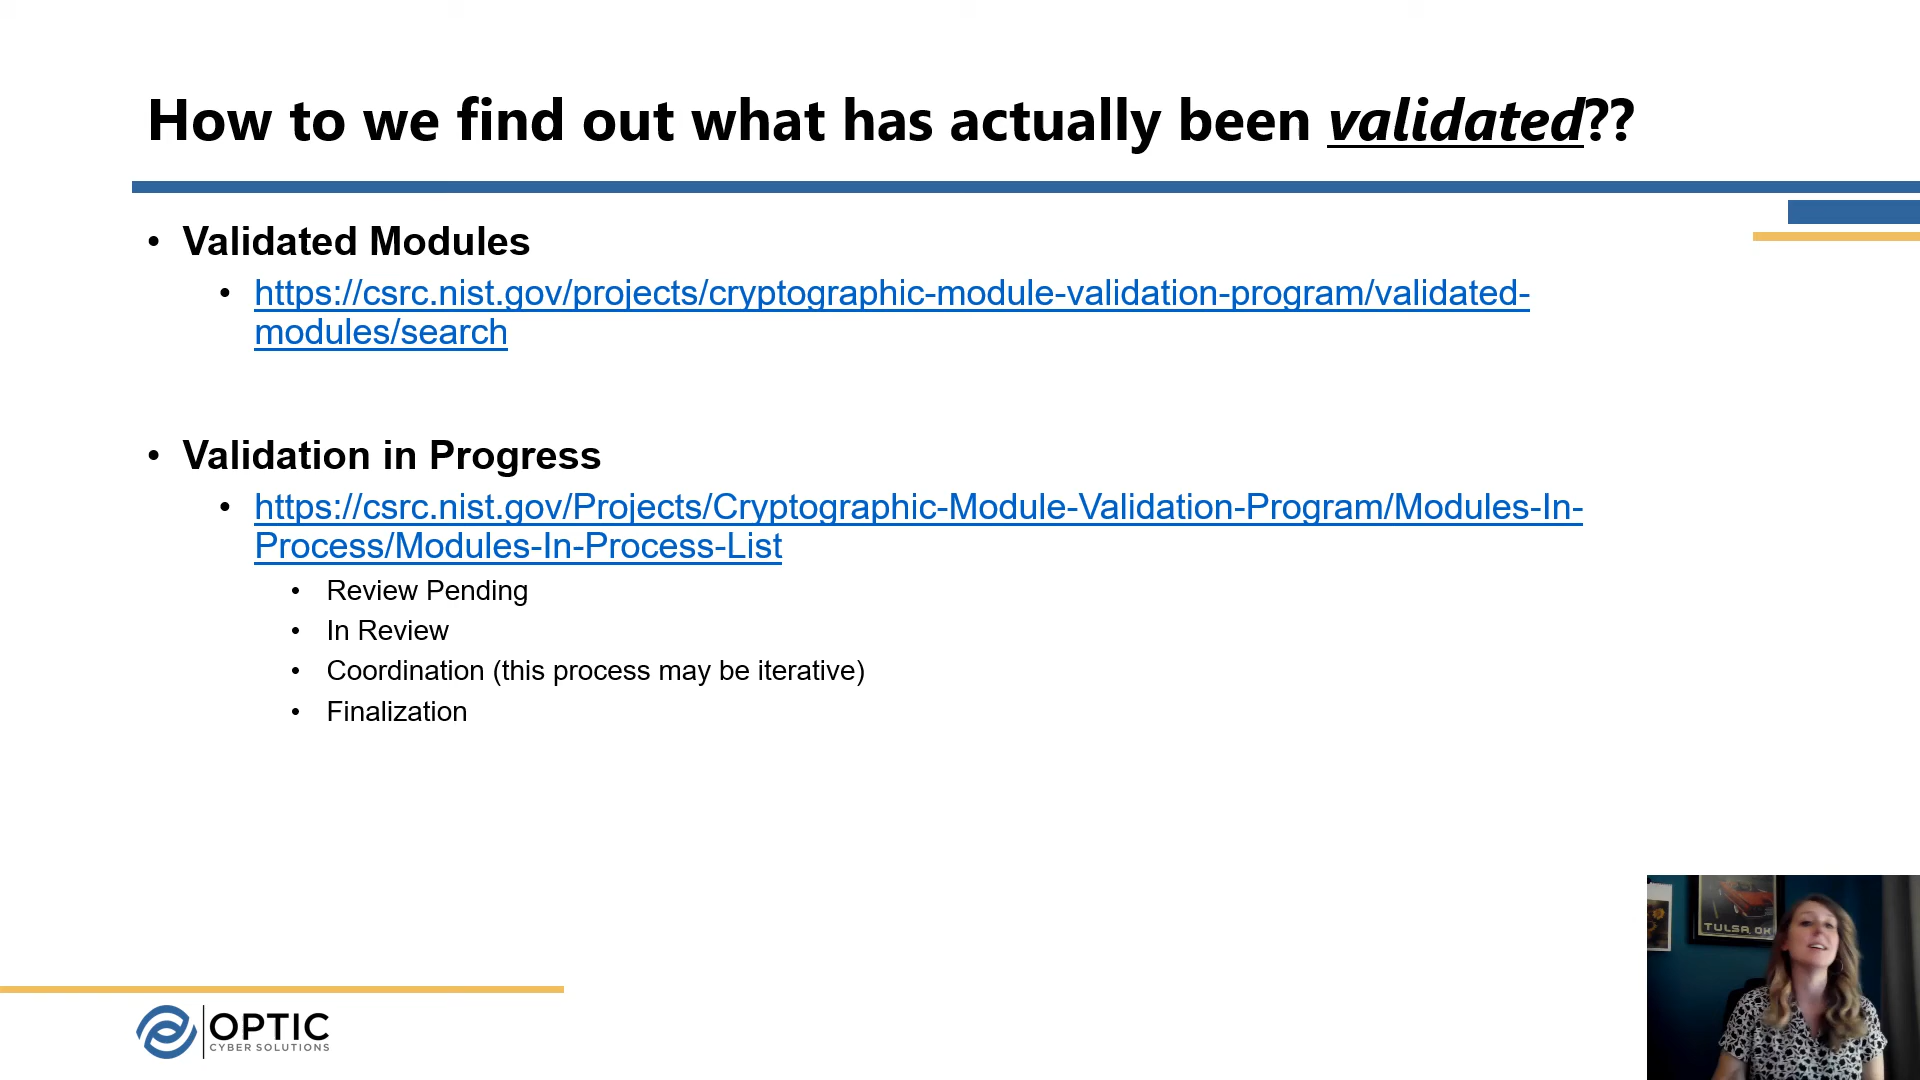 How to we find out what has actually been validated??
• Validated Modules
• https://csrc.nist.gov/projects/cryptographic-module-validation-program/validated-
modules/search
• Validation in Progress
• https://csrc.nist.gov/Projects/Cryptographic-Module-Validation-Program/Modules-In-
Process/Modules-In-Process-List
• Review Pending
• In Review
• Coordination (this process may be iterative)
• Finalization
TULSA, OK
OPTIC
CYBER SOLUTIONS